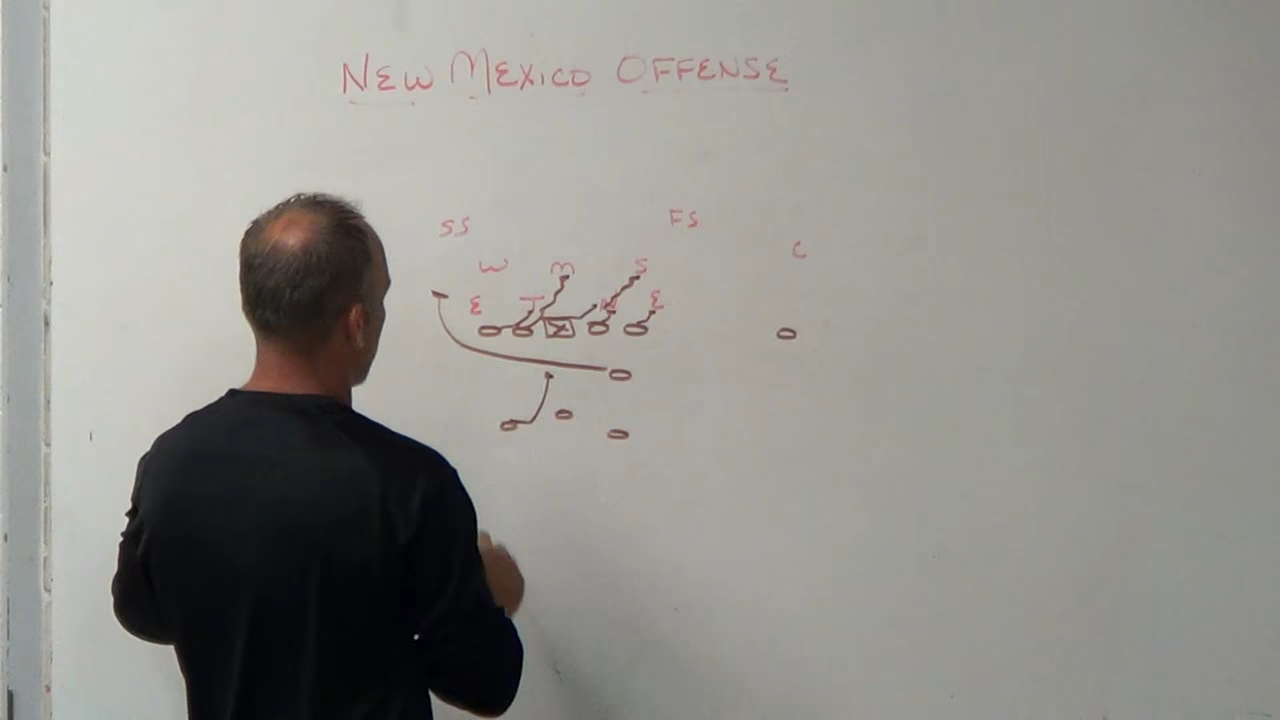 NEW MEXICO OFFENSE
SS FS
C
W M S
E T N E
X